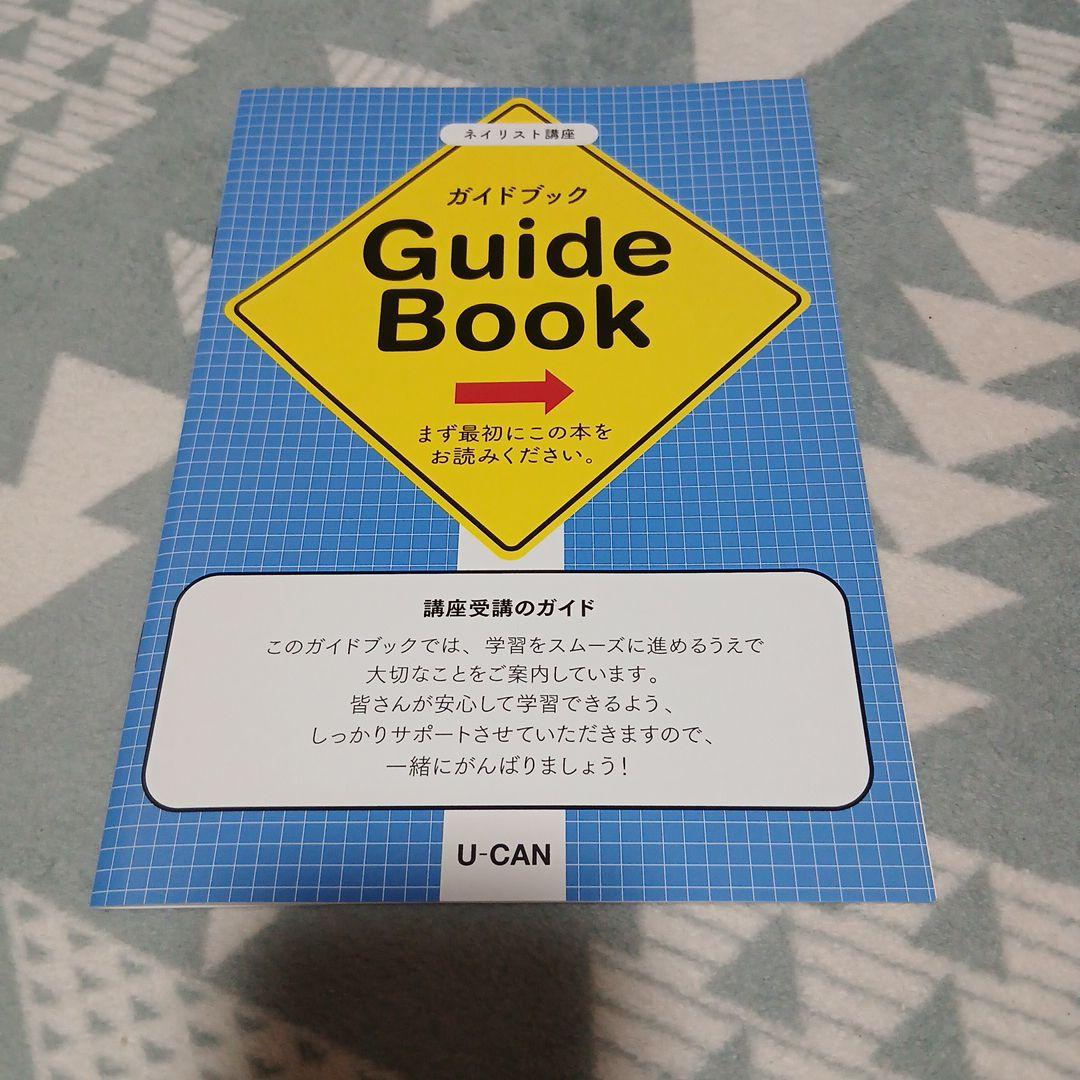 ネイリスト講座
ガイドブック
Guide
Book
まず最初にこの本を
お読みください。
講座受講のガイド
このガイドブックでは、学習をスムーズに進めるうえで
大切なことをご案内しています。
皆さんが安心して学習できるよう、
しっかりサポートさせていただきますので、
一緒にがんばりましょう!
U-CAN